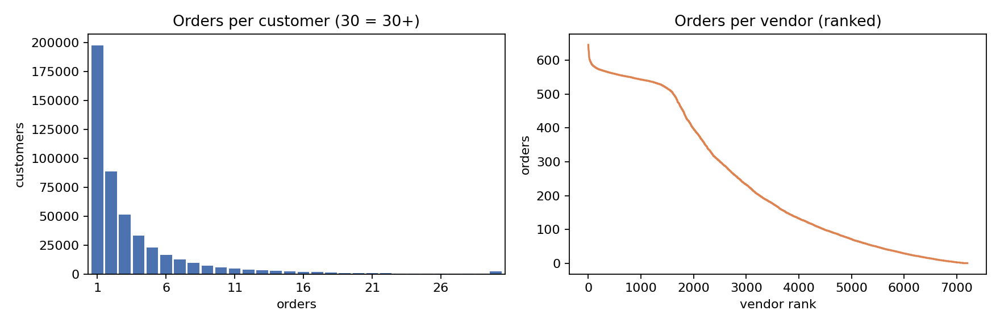 Orders per customer (30 = 30+)
200000
175000
150000
125000
100000
75000
50000
25000
0
customers
1 6 11 16 21 26
orders
Orders per vendor (ranked)
600
500
400
300
200
100
0
orders
0 1000 2000 3000 4000 5000 6000 7000
vendor rank